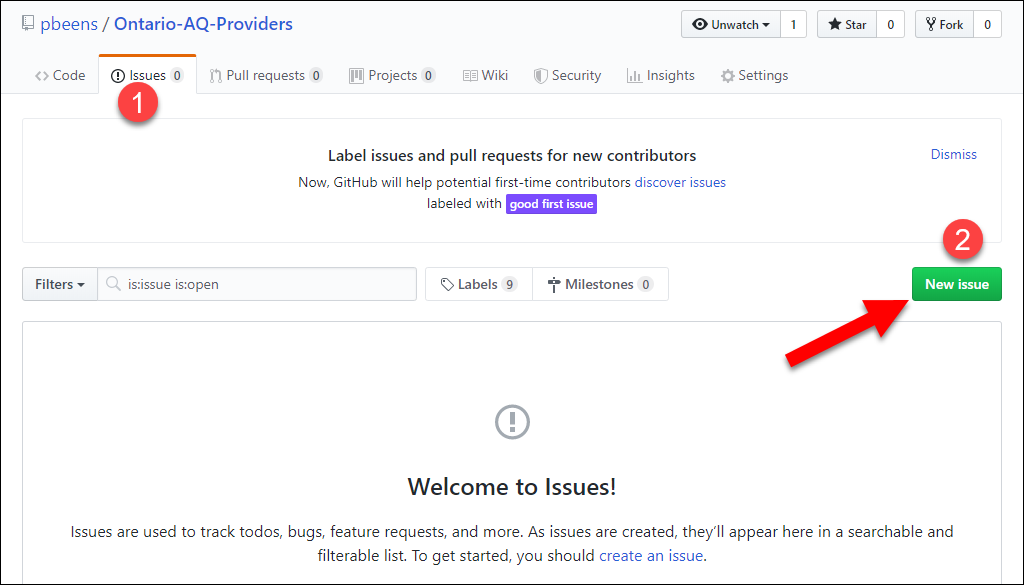 pbeens / Ontario-AQ-Providers
Unwatch 1 Star 0 Fork 0
Code Issues 0 Pull requests 0 Projects 0 Wiki Security Insights Settings
1
Label issues and pull requests for new contributors
Dismiss
Now, GitHub will help potential first-time contributors discover issues
labeled with good first issue
2
Filters is:issue is:open Labels 9 Milestones 0 New issue
Welcome to Issues!
Issues are used to track todos, bugs, feature requests, and more. As issues are created, they’ll appear here in a searchable and
filterable list. To get started, you should create an issue.